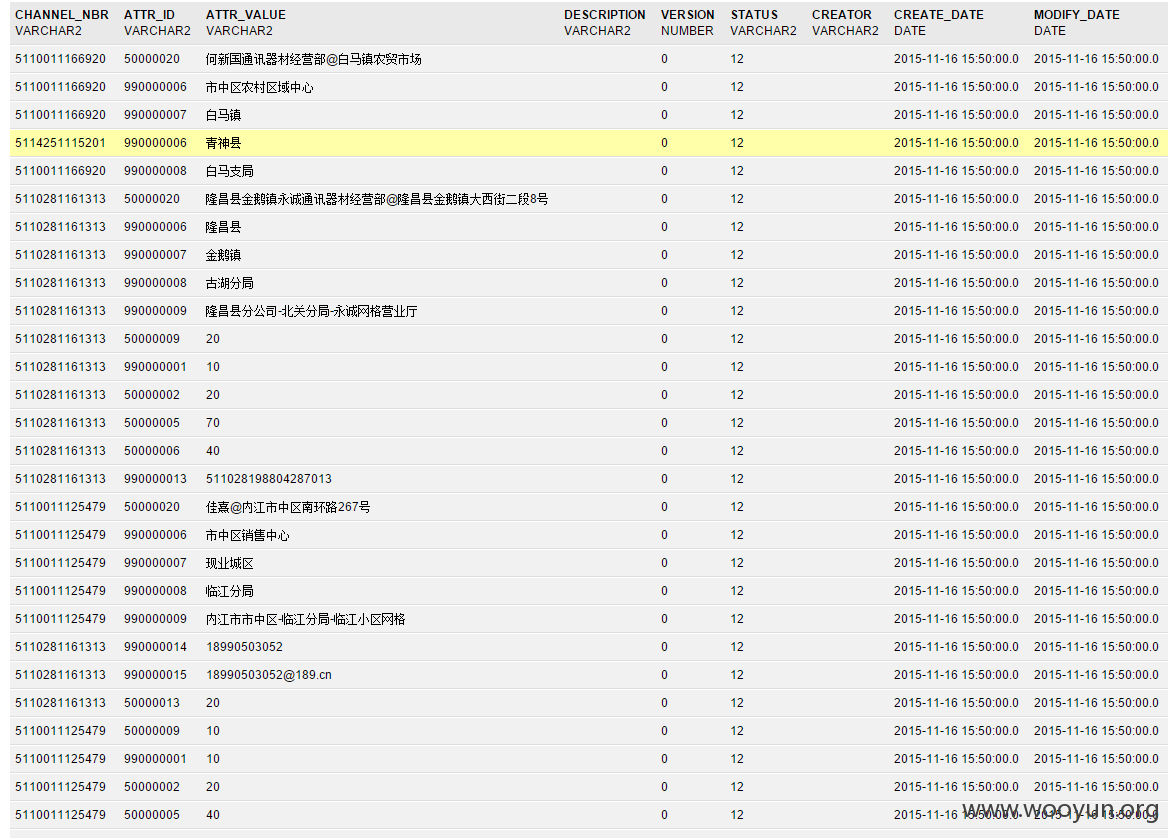 CHANNEL_NBR ATTR_ID ATTR_VALUE DESCRIPTION VERSION STATUS CREATOR CREATE_DATE MODIFY_DATE
VARCHAR2 VARCHAR2 VARCHAR2 VARCHAR2 NUMBER VARCHAR2 VARCHAR2 DATE DATE
5110011166920 50000020 何新国通讯器材经营部@白马镇农贸市场 0 12 2015-11-16 15:50:00.0 2015-11-16 15:50:00.0
5110011166920 990000006 市中区农村区域中心 0 12 2015-11-16 15:50:00.0 2015-11-16 15:50:00.0
5110011166920 990000007 白马镇 0 12 2015-11-16 15:50:00.0 2015-11-16 15:50:00.0
5114251115201 990000006 青神县 0 12 2015-11-16 15:50:00.0 2015-11-16 15:50:00.0
5110011166920 990000008 白马支局 0 12 2015-11-16 15:50:00.0 2015-11-16 15:50:00.0
5110281161313 50000020 隆昌县金鹅镇永诚通讯器材经营部@隆昌县金鹅镇大西街二段8号 0 12 2015-11-16 15:50:00.0 2015-11-16 15:50:00.0
5110281161313 990000006 隆昌县 0 12 2015-11-16 15:50:00.0 2015-11-16 15:50:00.0
5110281161313 990000007 金鹅镇 0 12 2015-11-16 15:50:00.0 2015-11-16 15:50:00.0
5110281161313 990000008 古湖分局 0 12 2015-11-16 15:50:00.0 2015-11-16 15:50:00.0
5110281161313 990000009 隆昌县分公司-北关分局-永诚网格营业厅 0 12 2015-11-16 15:50:00.0 2015-11-16 15:50:00.0
5110281161313 50000009 20 0 12 2015-11-16 15:50:00.0 2015-11-16 15:50:00.0
5110281161313 990000001 10 0 12 2015-11-16 15:50:00.0 2015-11-16 15:50:00.0
5110281161313 50000002 20 0 12 2015-11-16 15:50:00.0 2015-11-16 15:50:00.0
5110281161313 50000005 70 0 12 2015-11-16 15:50:00.0 2015-11-16 15:50:00.0
5110281161313 50000006 40 0 12 2015-11-16 15:50:00.0 2015-11-16 15:50:00.0
5110281161313 990000013 511028198804287013 0 12 2015-11-16 15:50:00.0 2015-11-16 15:50:00.0
5110011125479 50000020 佳嘉@内江市中区南环路267号 0 12 2015-11-16 15:50:00.0 2015-11-16 15:50:00.0
5110011125479 990000006 市中区销售中心 0 12 2015-11-16 15:50:00.0 2015-11-16 15:50:00.0
5110011125479 990000007 现业城区 0 12 2015-11-16 15:50:00.0 2015-11-16 15:50:00.0
5110011125479 990000008 临江分局 0 12 2015-11-16 15:50:00.0 2015-11-16 15:50:00.0
5110011125479 990000009 内江市市中区-临江分局-临江小区网格 0 12 2015-11-16 15:50:00.0 2015-11-16 15:50:00.0
5110281161313 990000014 18990503052 0 12 2015-11-16 15:50:00.0 2015-11-16 15:50:00.0
5110281161313 990000015 18990503052@189.cn 0 12 2015-11-16 15:50:00.0 2015-11-16 15:50:00.0
5110281161313 50000013 20 0 12 2015-11-16 15:50:00.0 2015-11-16 15:50:00.0
5110011125479 50000009 10 0 12 2015-11-16 15:50:00.0 2015-11-16 15:50:00.0
5110011125479 990000001 10 0 12 2015-11-16 15:50:00.0 2015-11-16 15:50:00.0
5110011125479 50000002 20 0 12 2015-11-16 15:50:00.0 2015-11-16 15:50:00.0
5110011125479 50000005 40 0 12 2015-11-16 15:50:00.0 2015-11-16 15:50:00.0
www.wooyun.org